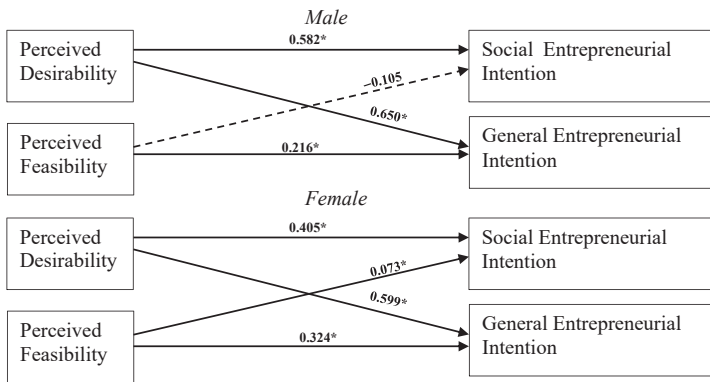 Male
Perceived
Desirability
0.582*
Social Entrepreneurial
Intention
–0.105
0.650*
Perceived
Feasibility
0.216*
General Entrepreneurial
Intention
Female
Perceived
Desirability
0.405*
Social Entrepreneurial
Intention
0.073*
0.599*
Perceived
Feasibility
0.324*
General Entrepreneurial
Intention